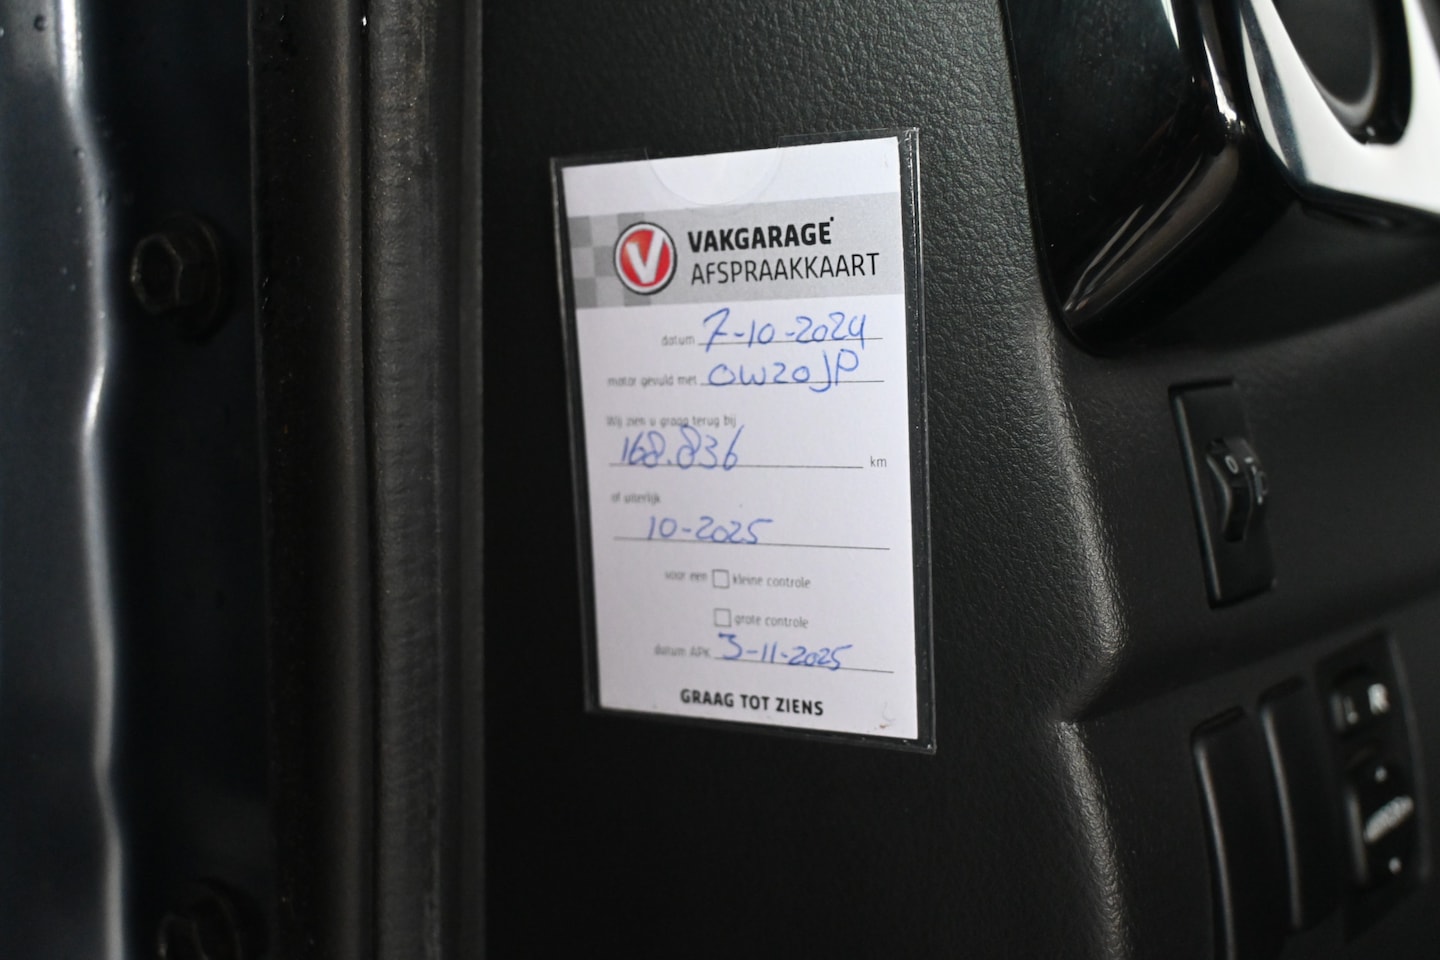 V
VAKGARAGE
AFSPRAAKKAART
datum 7-10-2024
motor gevuld met OW20JP
Wij zien u graag terug bij
168.836 km
of uiterlijk
10-2025
voor een kleine controle
grote controle
datum APK 3-11-2025
GRAAG TOT ZIENS
L R